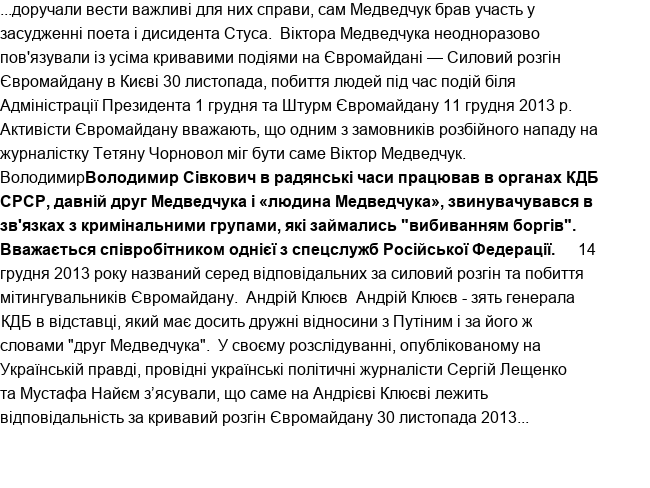 ...доручали вести важливі для них справи, сам Медведчук брав участь у
засудженні поета і дисидента Стуса.  Віктора Медведчука неодноразово
пов'язували із усіма кривавими подіями на Євромайдані — Силовий розгін
Євромайдану в Києві 30 листопада, побиття людей під час подій біля
Адміністрації Президента 1 грудня та Штурм Євромайдану 11 грудня 2013 р.
Активісти Євромайдану вважають, що одним з замовників розбійного нападу на
журналістку Тетяну Чорновол міг бути саме Віктор Медведчук.
ВолодимирВолодимир Сівкович в радянські часи працював в органах КДБ
СРСР, давній друг Медведчука і «людина Медведчука», звинувачувався в
зв'язках з кримінальними групами, які займались "вибиванням боргів".
Вважається співробітником однієї з спецслужб Російської Федерації.     14
грудня 2013 року названий серед відповідальних за силовий розгін та побиття
мітингувальників Євромайдану.  Андрій Клюєв  Андрій Клюєв - зять генерала
КДБ в відставці, який має досить дружні відносини з Путіним і за його ж
словами "друг Медведчука".  У своєму розслідуванні, опублікованому на
Українській правді, провідні українські політичні журналісти Сергій Лещенко
та Мустафа Найєм з’ясували, що саме на Андрієві Клюєві лежить
відповідальність за кривавий розгін Євромайдану 30 листопада 2013...